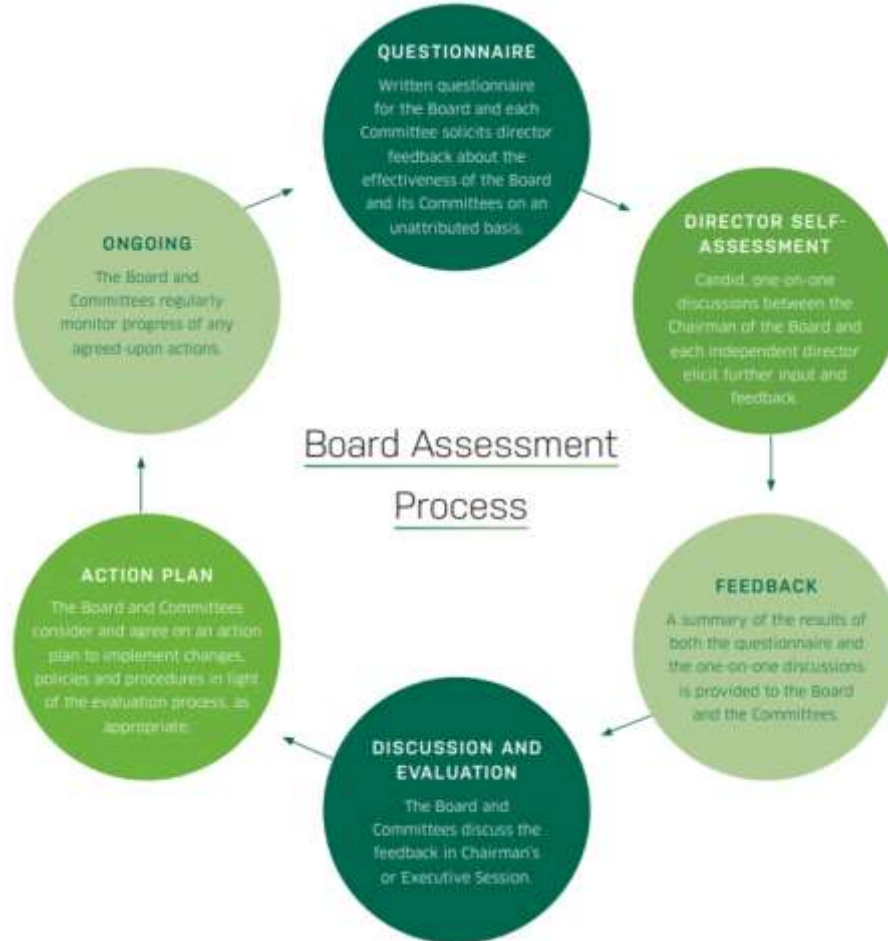 QUESTIONNAIRE
Written questionnaire
for the Board and each
Committee solicits director
feedback about the
effectiveness of the Board
and its Committees on an
unattributed basis.
DIRECTOR SELF-
ASSESSMENT
Candid, one-on-one
discussions between the
Chairman of the Board and
each independent director
elicit further input and
feedback.
FEEDBACK
A summary of the results of
both the questionnaire and
the one-on-one discussions
is provided to the Board
and the Committees.
DISCUSSION AND
EVALUATION
The Board and
Committees discuss the
feedback in Chairman's
or Executive Session.
ACTION PLAN
The Board and Committees
consider and agree on an action
plan to implement changes,
policies and procedures in light
of the evaluation process, as
appropriate.
ONGOING
The Board and
Committees regularly
monitor progress of any
agreed-upon actions.
Board Assessment
Process